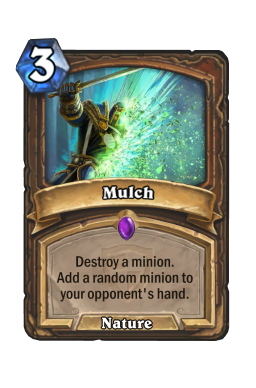 3
Mulch
Destroy a minion.
Add a random minion to
your opponent's hand.
Nature